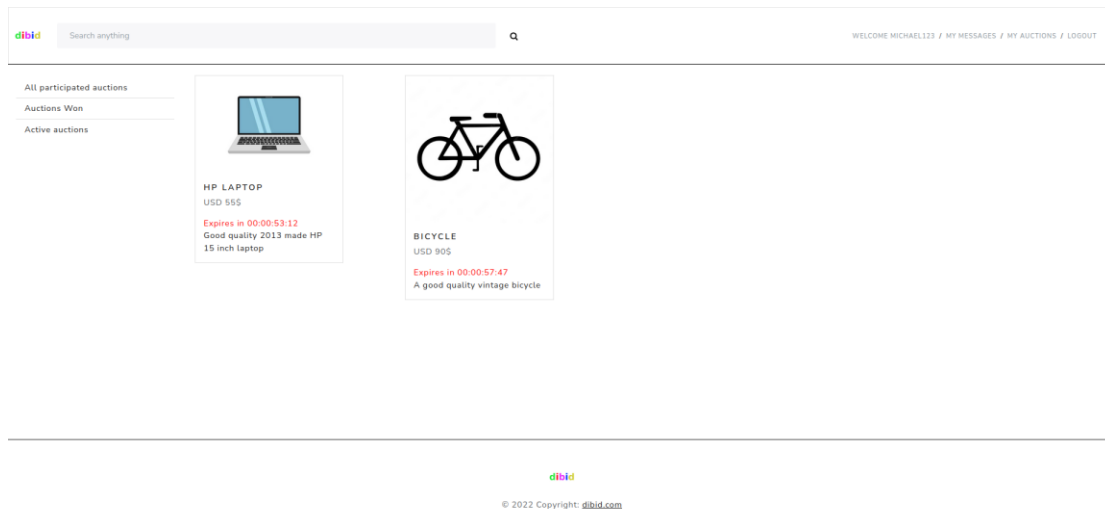 dibid
Search anything
WELCOME MICHAEL123 / MY MESSAGES / MY AUCTIONS / LOGOUT
All participated auctions
Auctions Won
Active auctions
HP LAPTOP
USD 55$
Expires in 00:00:53:12
Good quality 2013 made HP
15 inch laptop
BICYCLE
USD 90$
Expires in 00:00:57:47
A good quality vintage bicycle
dibid
© 2022 Copyright: dibid.com